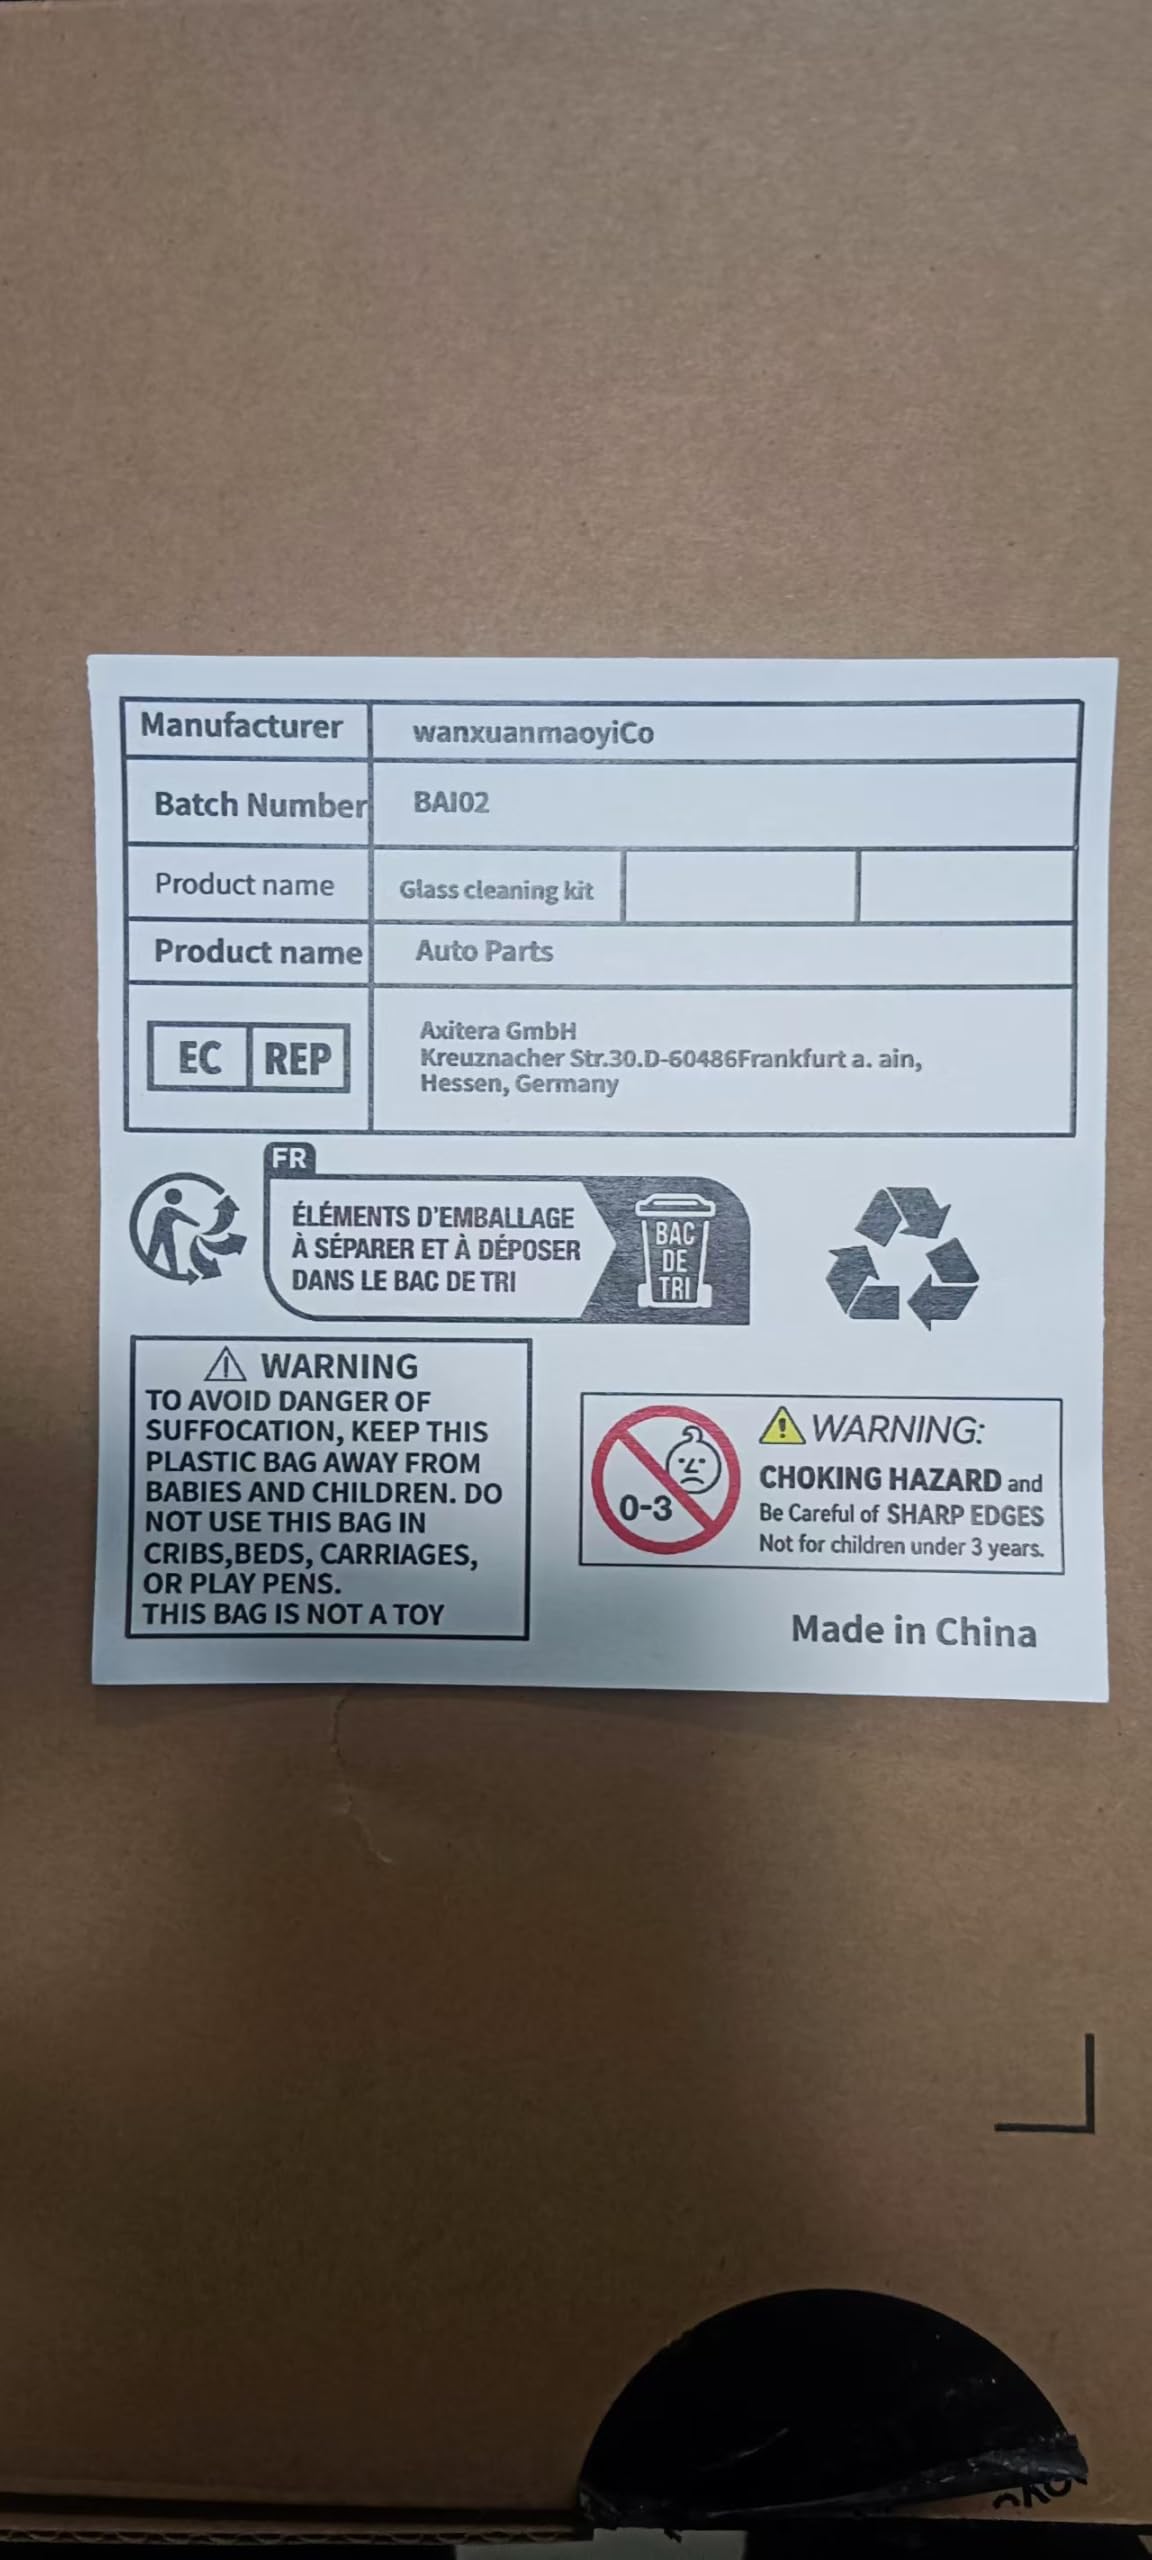 Manufacturer wanxuanmaoyiCo
Batch Number BAI02
Product name Glass cleaning kit
Product name Auto Parts
EC REP
Axitera GmbH
Kreuznacher Str.30.D-60486Frankfurt a. ain,
Hessen, Germany
FR
ÉLÉMENTS D'EMBALLAGE
À SÉPARER ET À DÉPOSER
DANS LE BAC DE TRI
BAC
DE
TRI
WARNING
TO AVOID DANGER OF
SUFFOCATION, KEEP THIS
PLASTIC BAG AWAY FROM
BABIES AND CHILDREN. DO
NOT USE THIS BAG IN
CRIBS,BEDS, CARRIAGES,
OR PLAY PENS.
THIS BAG IS NOT A TOY
0-3
WARNING:
CHOKING HAZARD and
Be Careful of SHARP EDGES
Not for children under 3 years.
Made in China